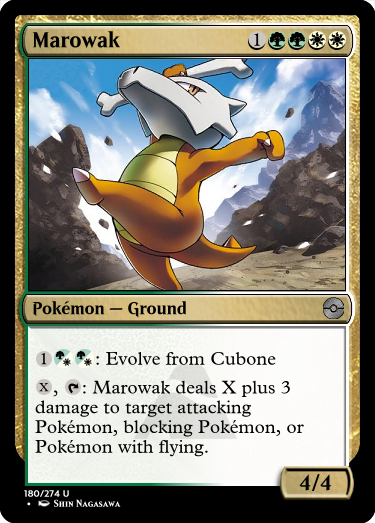 Marowak 1
Pokémon — Ground
1 : Evolve from Cubone
X, : Marowak deals X plus 3
damage to target attacking
Pokémon, blocking Pokémon, or
Pokémon with flying.
4/4
180/274 U
• Shin Nagasawa